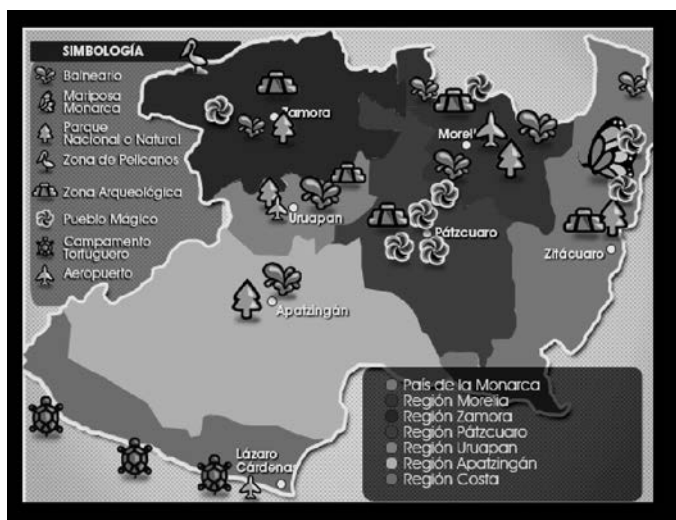 SIMBOLOGÍA
Balneario
Mariposa
Monarca
Parque
Nacional o Natural
Zona de Pelicanos
Zona Arqueológica
Pueblo Mágico
Campamento
Tortuguero
Aeropuerto
Zamora
Morel
Uruapan
Pátzcuaro
Zitácuaro
Apatzingán
Lázaro
Cárdenas
País de la Monarca
Región Morelia
Región Zamora
Región Pátzcuaro
Región Uruapan
Región Apatzingán
Región Costa